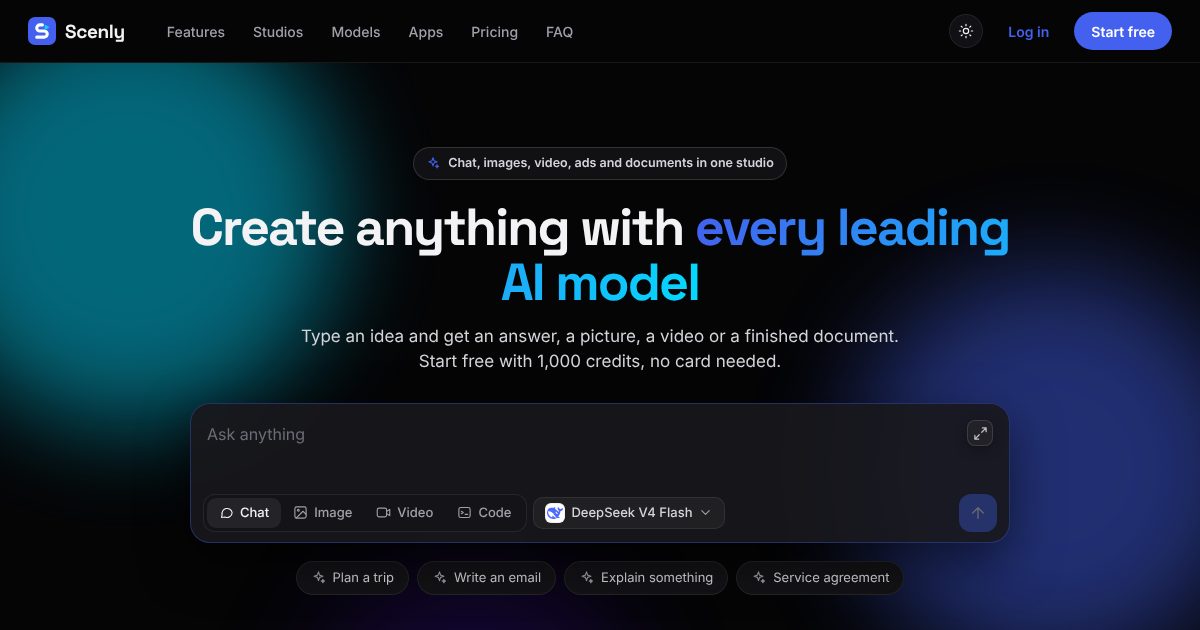 Scenly
Features
Studios
Models
Apps
Pricing
FAQ
Log in
Start free
Chat, images, video, ads and documents in one studio
Create anything with every leading
AI model
Type an idea and get an answer, a picture, a video or a finished document.
Start free with 1,000 credits, no card needed.
Ask anything
Chat
Image
Video
Code
DeepSeek V4 Flash
Plan a trip
Write an email
Explain something
Service agreement